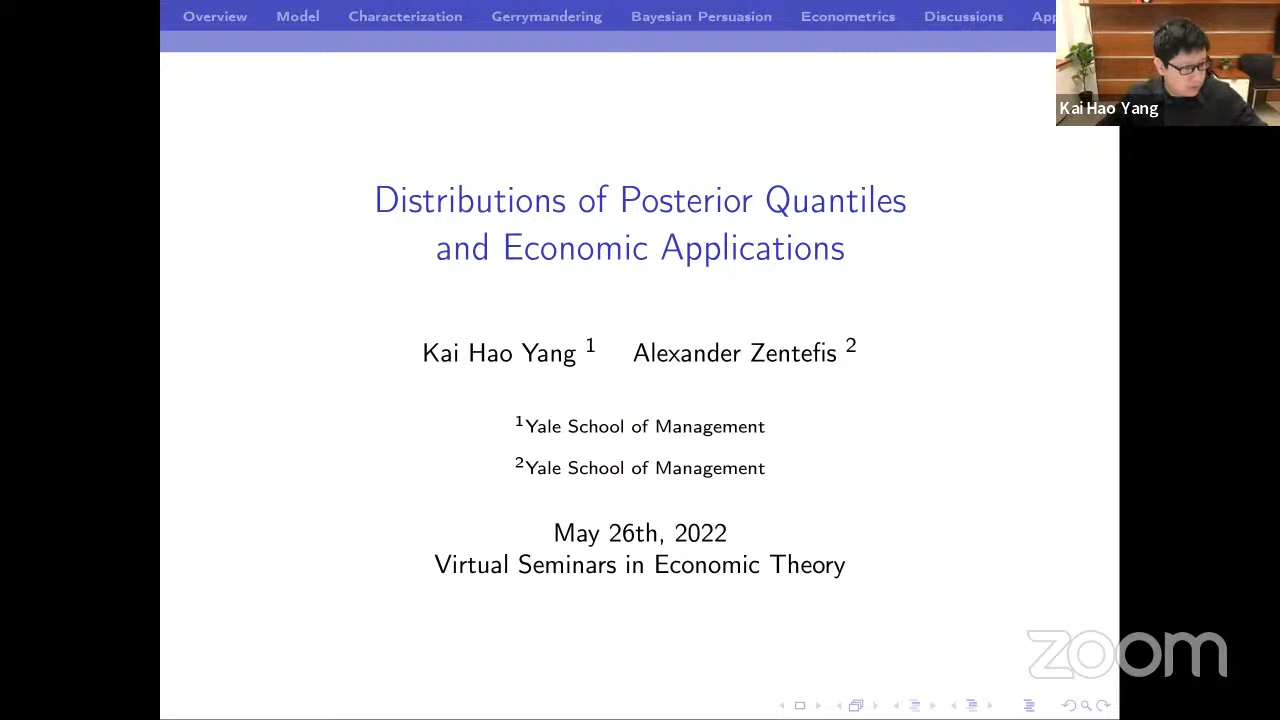 Overview Model Characterization Gerrymandering Bayesian Persuasion Econometrics Discussions App
Kai Hao Yang
Distributions of Posterior Quantiles
and Economic Applications
Kai Hao Yang 1 Alexander Zentefis 2
1Yale School of Management
2Yale School of Management
May 26th, 2022
Virtual Seminars in Economic Theory
zoom